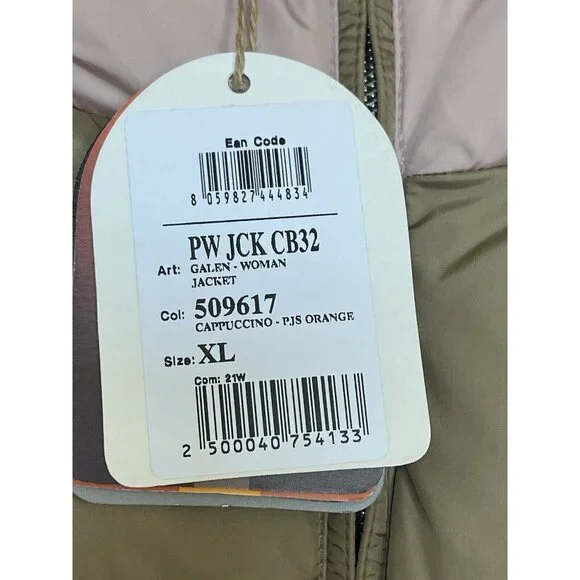 Ean Code
8 059827 444834
PW JCK CB32
Art: GALEN - WOMAN
JACKET
Col: 509617
CAPPUCCINO - PJS ORANGE
Size: XL
Com: 21W
2 500040 754133